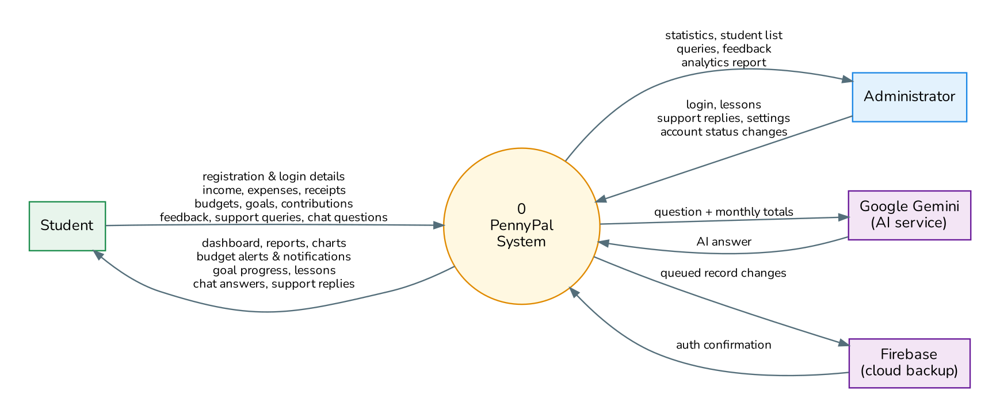 statistics, student list
queries, feedback
analytics report
Administrator
login, lessons
support replies, settings
account status changes
registration & login details
income, expenses, receipts
budgets, goals, contributions
feedback, support queries, chat questions
Student
dashboard, reports, charts
budget alerts & notifications
goal progress, lessons
chat answers, support replies
0
PennyPal
System
question + monthly totals
Google Gemini
(AI service)
AI answer
queued record changes
auth confirmation
Firebase
(cloud backup)